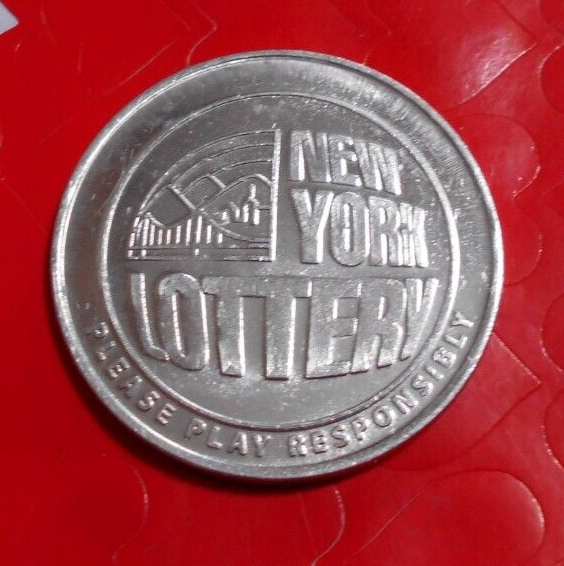 NEW
YORK
LOTTERY
PLEASE PLAY RESPONSIBLY